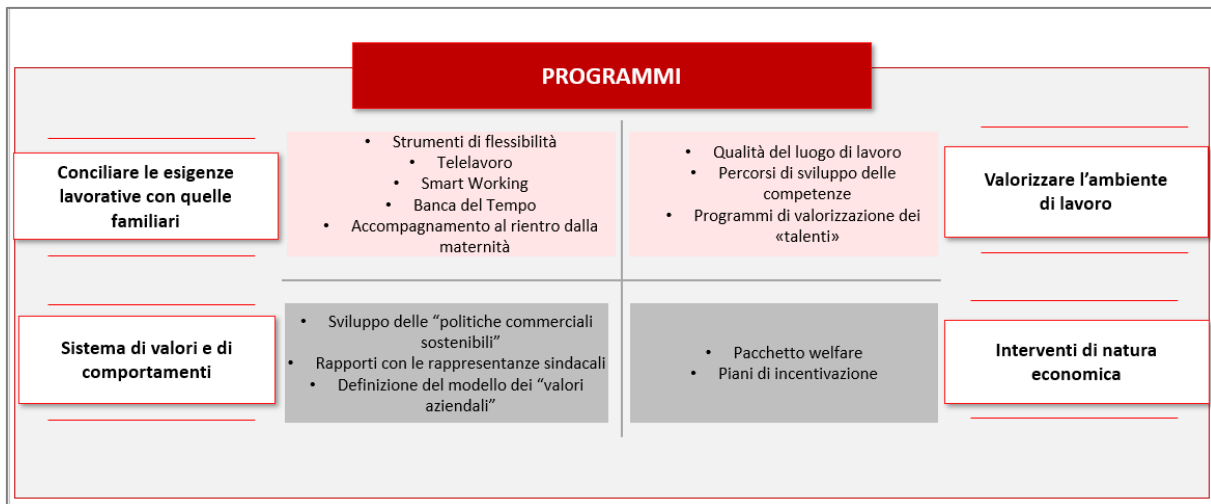 PROGRAMMI
Conciliare le esigenze
lavorative con quelle
familiari
• Strumenti di flessibilità
• Telelavoro
• Smart Working
• Banca del Tempo
• Accompagnamento al rientro dalla
maternità
• Qualità del luogo di lavoro
• Percorsi di sviluppo delle
competenze
• Programmi di valorizzazione dei
«talenti»
Valorizzare l’ambiente
di lavoro
Sistema di valori e di
comportamenti
• Sviluppo delle “politiche commerciali
sostenibili”
• Rapporti con le rappresentanze sindacali
• Definizione del modello dei “valori
aziendali”
• Pacchetto welfare
• Piani di incentivazione
Interventi di natura
economica